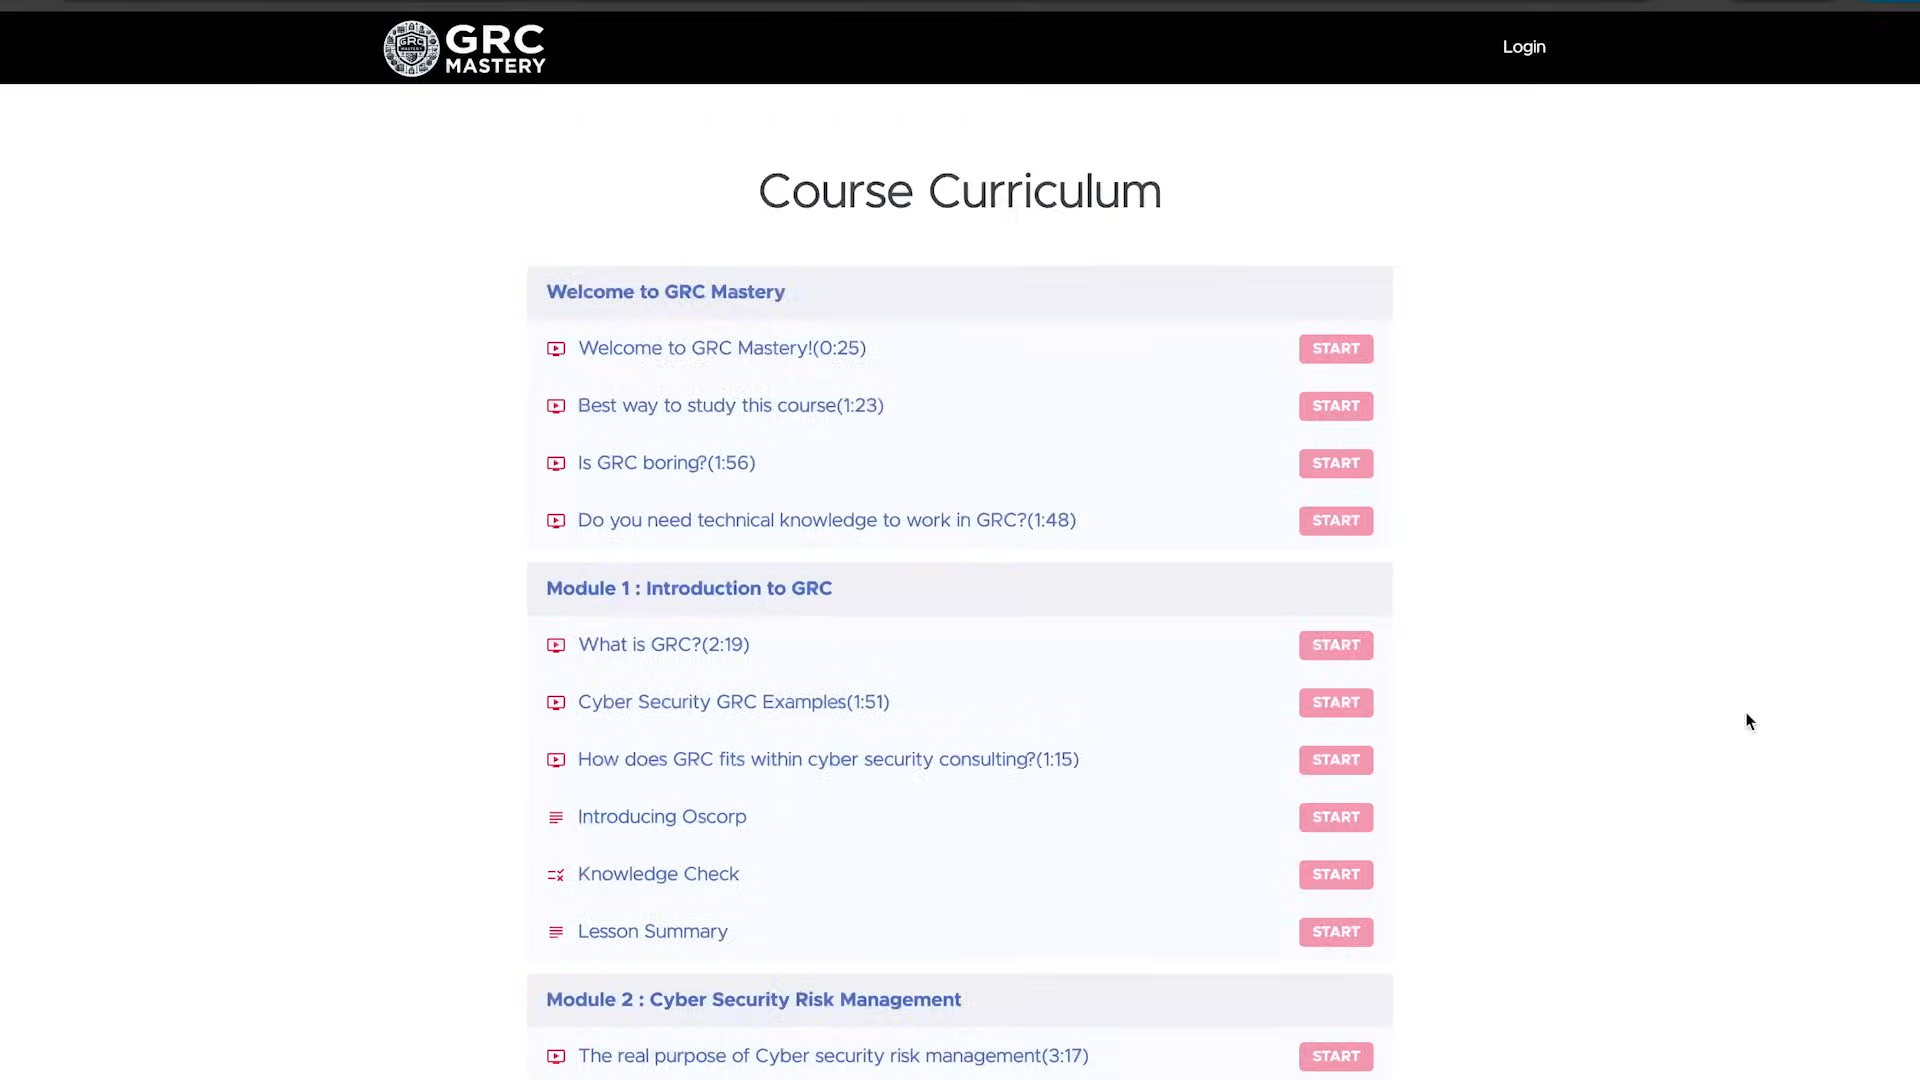 GRC
MASTERY
Login
Course Curriculum
Welcome to GRC Mastery
Welcome to GRC Mastery!(0:25)
START
Best way to study this course(1:23)
START
Is GRC boring?(1:56)
START
Do you need technical knowledge to work in GRC?(1:48)
START
Module 1 : Introduction to GRC
What is GRC?(2:19)
START
Cyber Security GRC Examples(1:51)
START
How does GRC fits within cyber security consulting?(1:15)
START
Introducing Oscorp
START
Knowledge Check
START
Lesson Summary
START
Module 2 : Cyber Security Risk Management
The real purpose of Cyber security risk management(3:17)
START